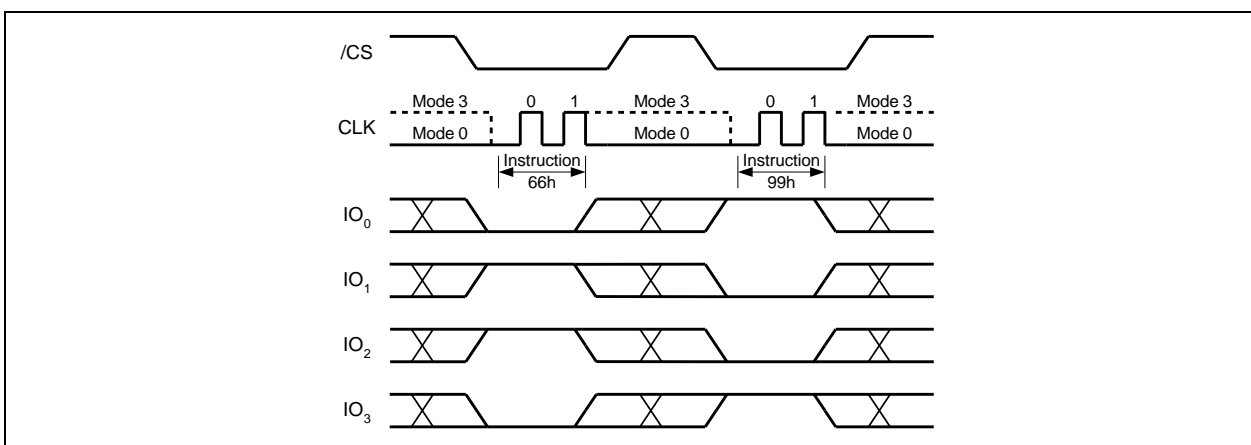 /CS
Mode 3 0 1 Mode 3 0 1 Mode 3
CLK
Mode 0 Mode 0 Mode 0
Instruction Instruction
66h 99h
IO0
IO1
IO2
IO3